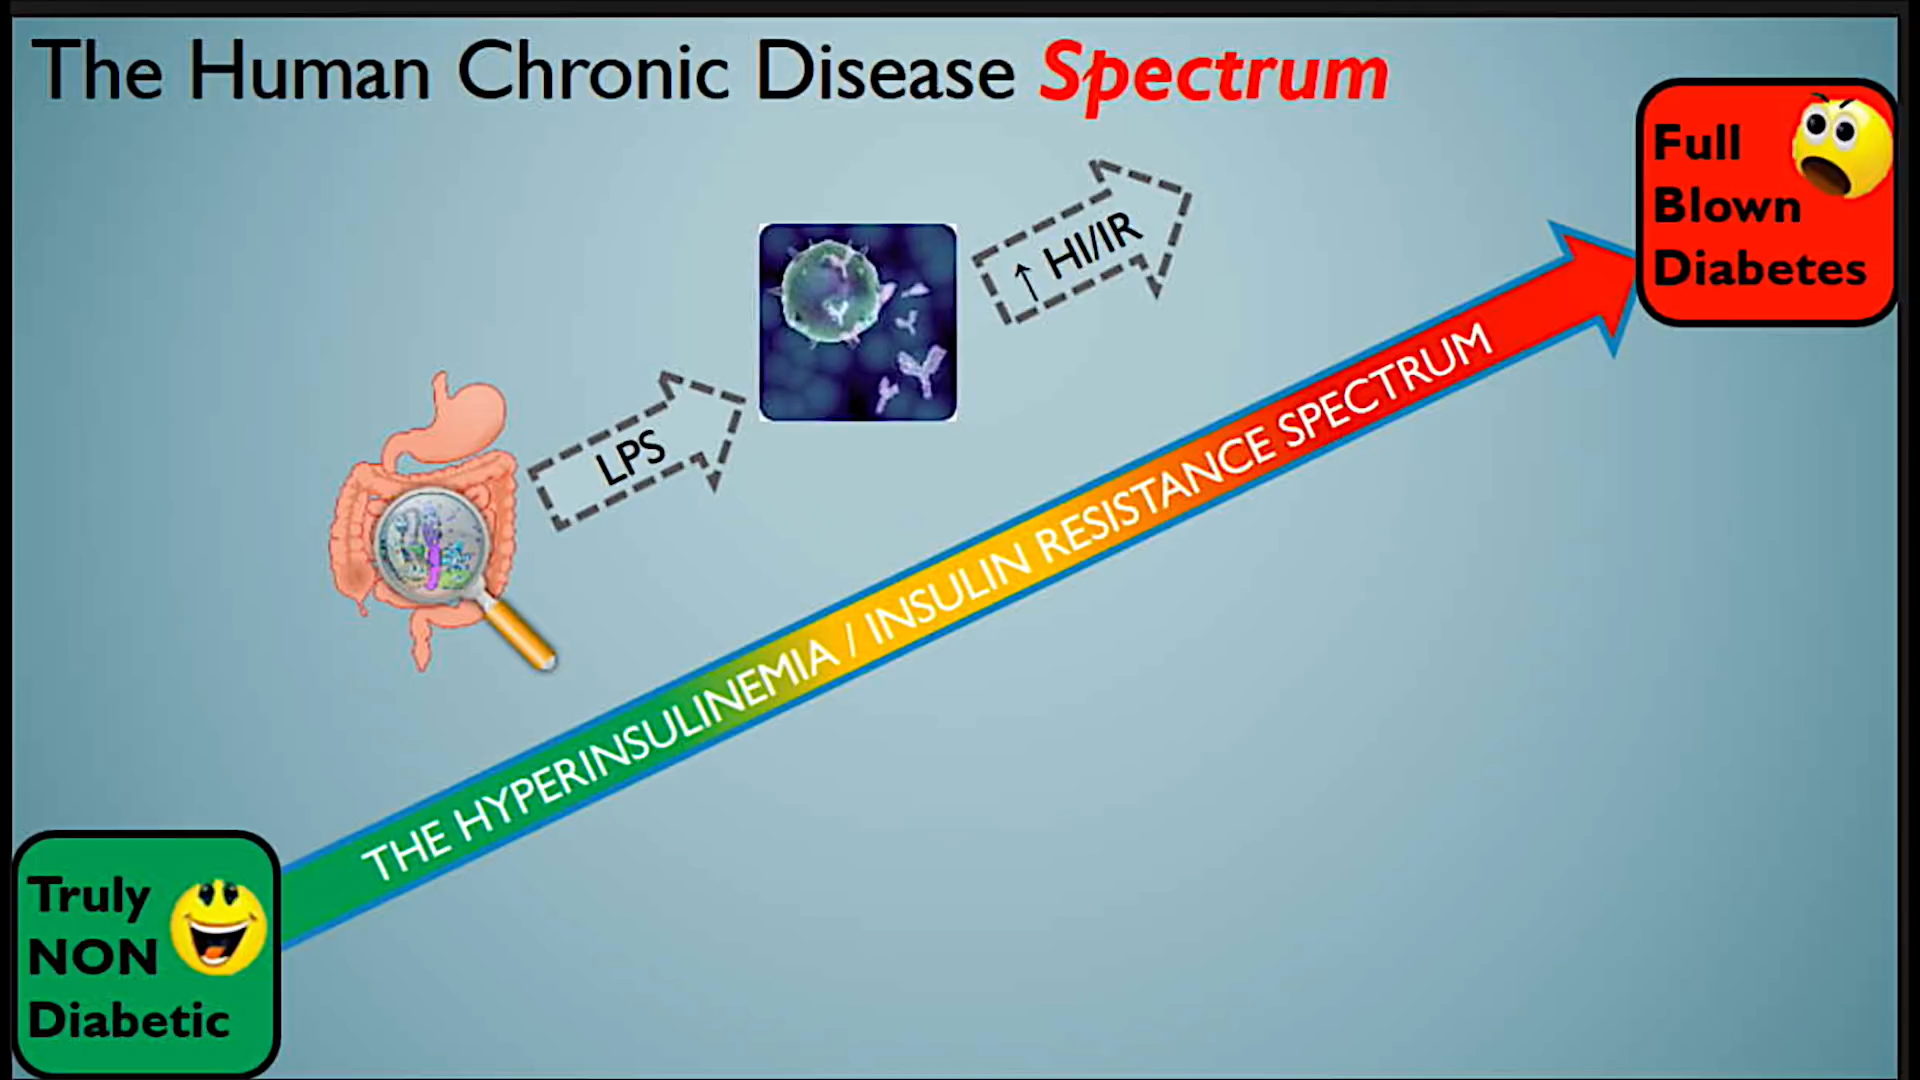 The Human Chronic Disease Spectrum
Full
Blown
Diabetes
↑ HI/IR
LPS
THE HYPERINSULINEMIA / INSULIN RESISTANCE SPECTRUM
Truly
NON
Diabetic